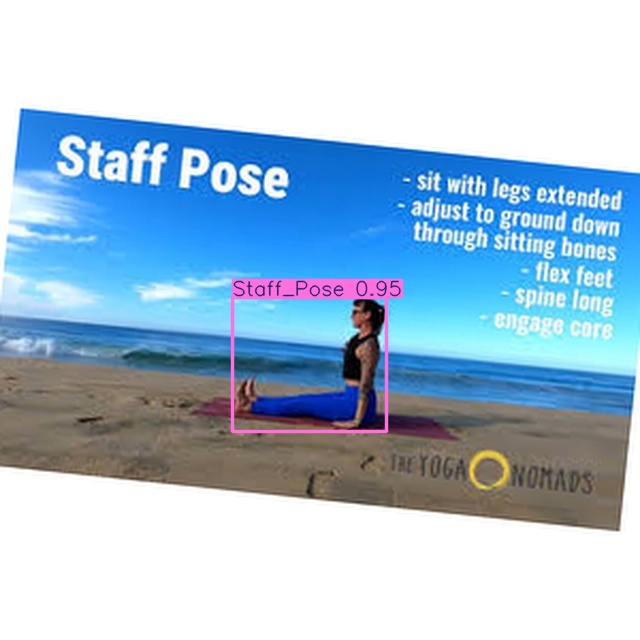 Staff Pose
- sit with legs extended
- adjust to ground down
through sitting bones
- flex feet
- spine long
- engage core
Staff_Pose 0.95
THE YOGA NOMADS